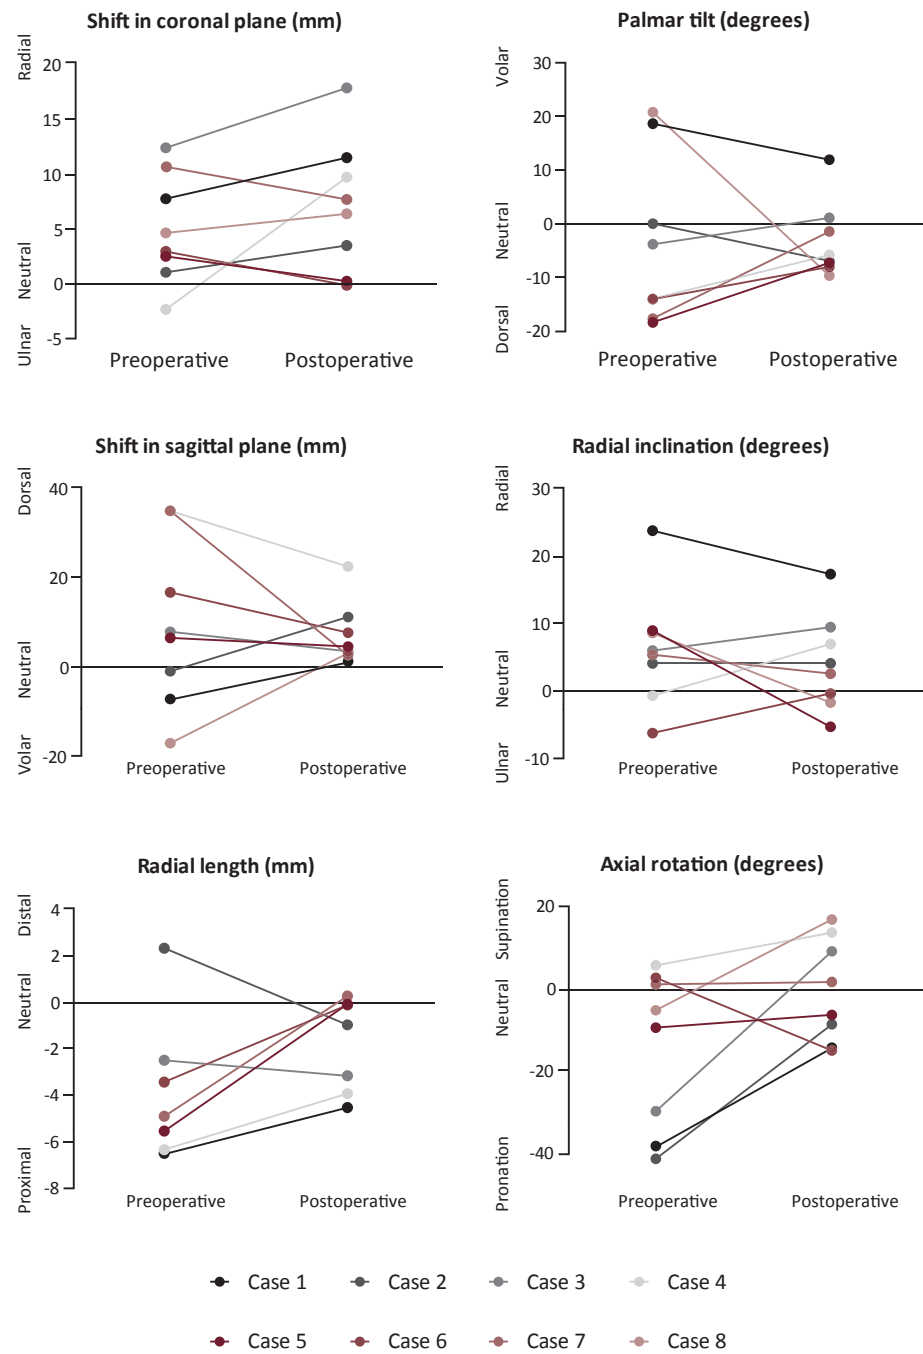 Shift in coronal plane (mm)
Radial
Neutral
Ulnar
20
15
10
5
0
-5
Preoperative
Postoperative
Palmar tilt (degrees)
Volar
Neutral
Dorsal
30
20
10
0
-10
-20
Preoperative
Postoperative
Shift in sagittal plane (mm)
Dorsal
Neutral
Volar
40
20
0
-20
Preoperative
Postoperative
Radial inclination (degrees)
Radial
Neutral
Ulnar
30
20
10
0
-10
Preoperative
Postoperative
Radial length (mm)
Distal
Neutral
Proximal
4
2
0
-2
-4
-6
-8
Preoperative
Postoperative
Axial rotation (degrees)
Supination
Neutral
Pronation
20
0
-20
-40
Preoperative
Postoperative
Case 1
Case 2
Case 3
Case 4
Case 5
Case 6
Case 7
Case 8